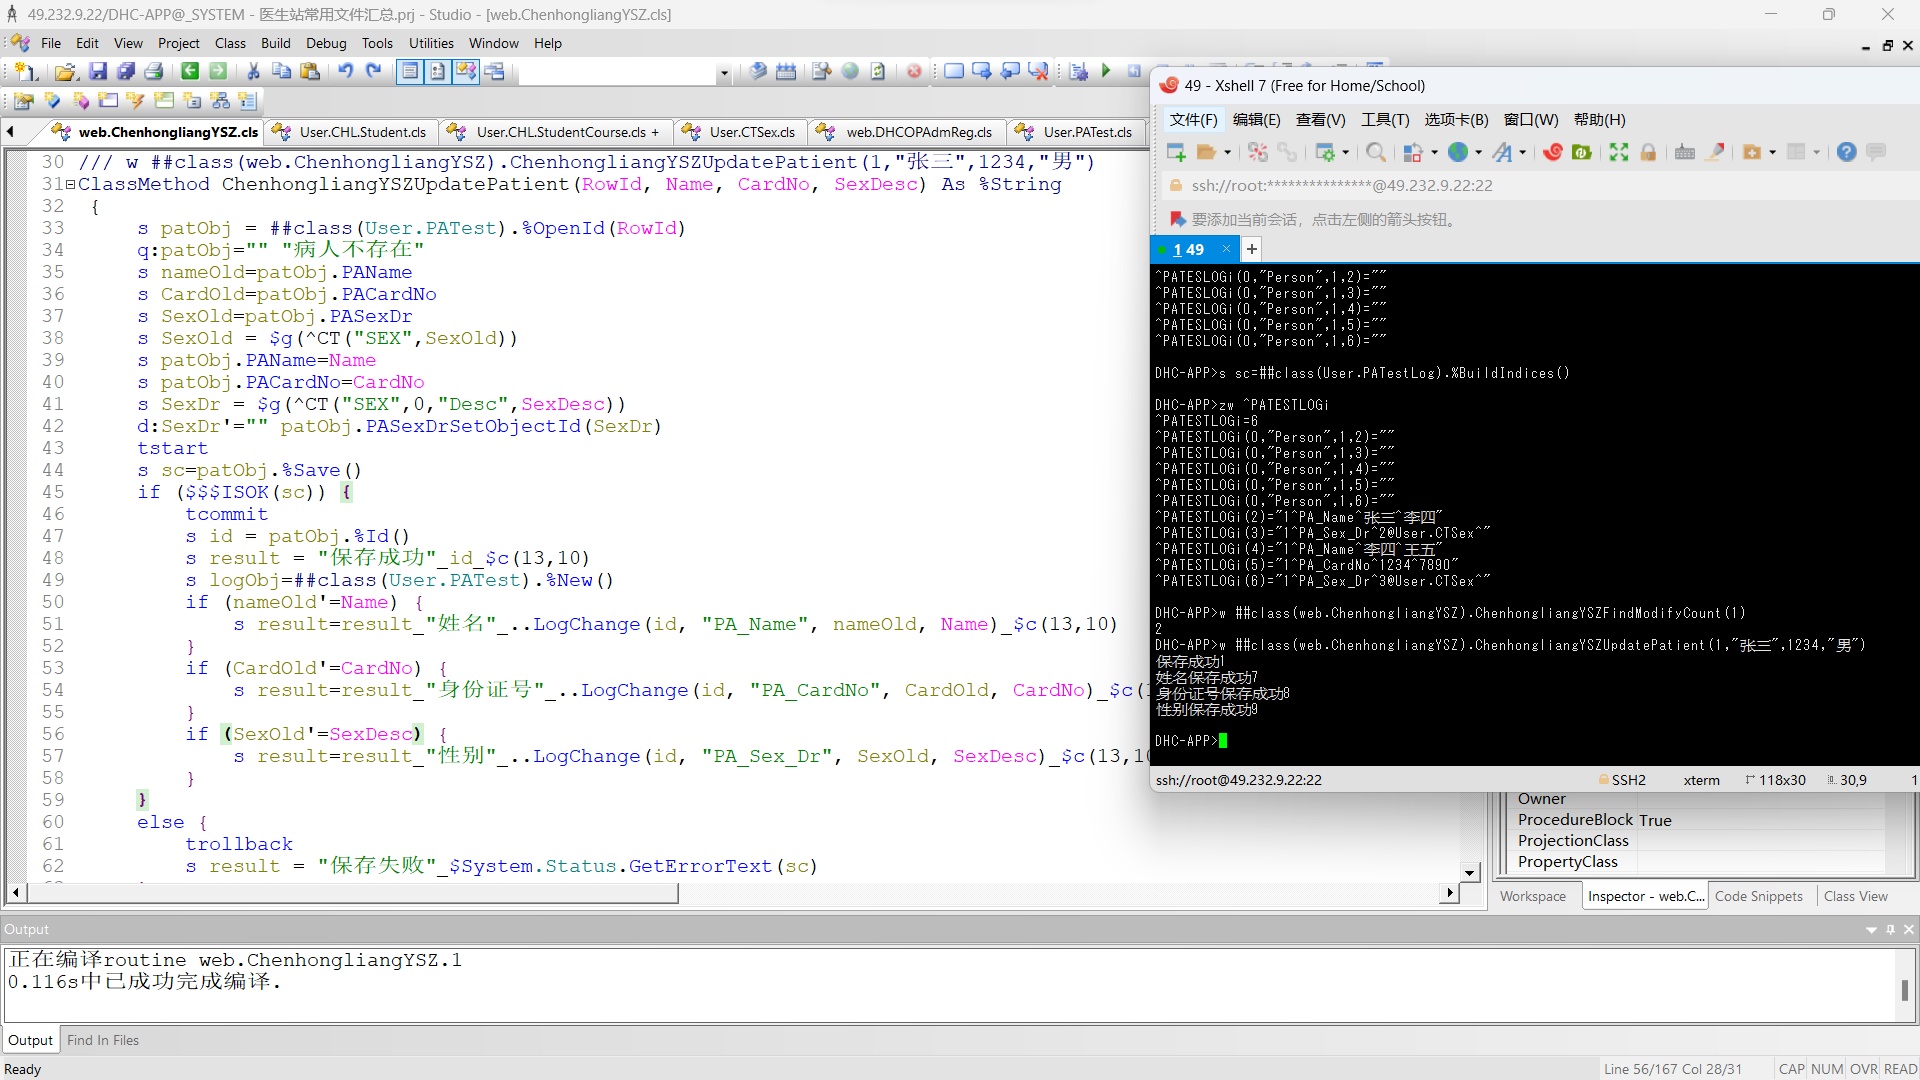 49.232.9.22/DHC-APP@_SYSTEM - 医生站常用文件汇总.prj - Studio - [web.ChenhongliangYSZ.cls]
File Edit View Project Class Build Debug Tools Utilities Window Help
web.ChenhongliangYSZ.cls User.CHL.Student.cls User.CHL.StudentCourse.cls + User.CTSex.cls web.DHCOPAdmReg.cls User.PATest.cls
30 /// w ##class(web.ChenhongliangYSZ).ChenhongliangYSZUpdatePatient(1,"张三",1234,"男")
31 ClassMethod ChenhongliangYSZUpdatePatient(RowId, Name, CardNo, SexDesc) As %String
32 {
33 s patObj = ##class(User.PATest).%OpenId(RowId)
34 q:patObj="" "病人不存在"
35 s nameOld=patObj.PAName
36 s CardOld=patObj.PACardNo
37 s SexOld=patObj.PASexDr
38 s SexOld = $g(^CT("SEX",SexOld))
39 s patObj.PAName=Name
40 s patObj.PACardNo=CardNo
41 s SexDr = $g(^CT("SEX",0,"Desc",SexDesc))
42 d:SexDr'="" patObj.PASexDrSetObjectId(SexDr)
43 tstart
44 s sc=patObj.%Save()
45 if ($$$ISOK(sc)) {
46 tcommit
47 s id = patObj.%Id()
48 s result = "保存成功"_id_$c(13,10)
49 s logObj=##class(User.PATest).%New()
50 if (nameOld'=Name) {
51 s result=result_"姓名"_..LogChange(id, "PA_Name", nameOld, Name)_$c(13,10)
52 }
53 if (CardOld'=CardNo) {
54 s result=result_"身份证号"_..LogChange(id, "PA_CardNo", CardOld, CardNo)_$c(
55 }
56 if (SexOld'=SexDesc) {
57 s result=result_"性别"_..LogChange(id, "PA_Sex_Dr", SexOld, SexDesc)_$c(13,10
58 }
59 }
60 else {
61 trollback
62 s result = "保存失败"_$System.Status.GetErrorText(sc)
49 - Xshell 7 (Free for Home/School)
文件(F) 编辑(E) 查看(V) 工具(T) 选项卡(B) 窗口(W) 帮助(H)
ssh://root:***************@49.232.9.22:22
要添加当前会话，点击左侧的箭头按钮。
1 49 × +
^PATESLOGi(0,"Person",1,2)=""
^PATESLOGi(0,"Person",1,3)=""
^PATESLOGi(0,"Person",1,4)=""
^PATESLOGi(0,"Person",1,5)=""
^PATESLOGi(0,"Person",1,6)=""
DHC-APP>s sc=##class(User.PATestLog).%BuildIndices()
DHC-APP>zw ^PATESTLOGi
^PATESTLOGi=6
^PATESTLOGi(0,"Person",1,2)=""
^PATESTLOGi(0,"Person",1,3)=""
^PATESTLOGi(0,"Person",1,4)=""
^PATESTLOGi(0,"Person",1,5)=""
^PATESTLOGi(0,"Person",1,6)=""
^PATESTLOGi(2)="1^PA_Name^张三^李四"
^PATESTLOGi(3)="1^PA_Sex_Dr^2@User.CTSex^"
^PATESTLOGi(4)="1^PA_Name^李四^王五"
^PATESTLOGi(5)="1^PA_CardNo^1234^7890"
^PATESTLOGi(6)="1^PA_Sex_Dr^3@User.CTSex^"
DHC-APP>w ##class(web.ChenhongliangYSZ).ChenhongliangYSZFindModifyCount(1)
2
DHC-APP>w ##class(web.ChenhongliangYSZ).ChenhongliangYSZUpdatePatient(1,"张三",1234,"男")
保存成功1
姓名保存成功7
身份证号保存成功8
性别保存成功9
DHC-APP>
ssh://root@49.232.9.22:22 SSH2 xterm 118x30 30,9 1
Owner
ProcedureBlock True
ProjectionClass
PropertyClass
Workspace Inspector - web.C... Code Snippets Class View
Output
正在编译routine web.ChenhongliangYSZ.1
0.116s中已成功完成编译.
Output Find In Files
Ready Line 56/167 Col 28/31 CAP NUM OVR READ